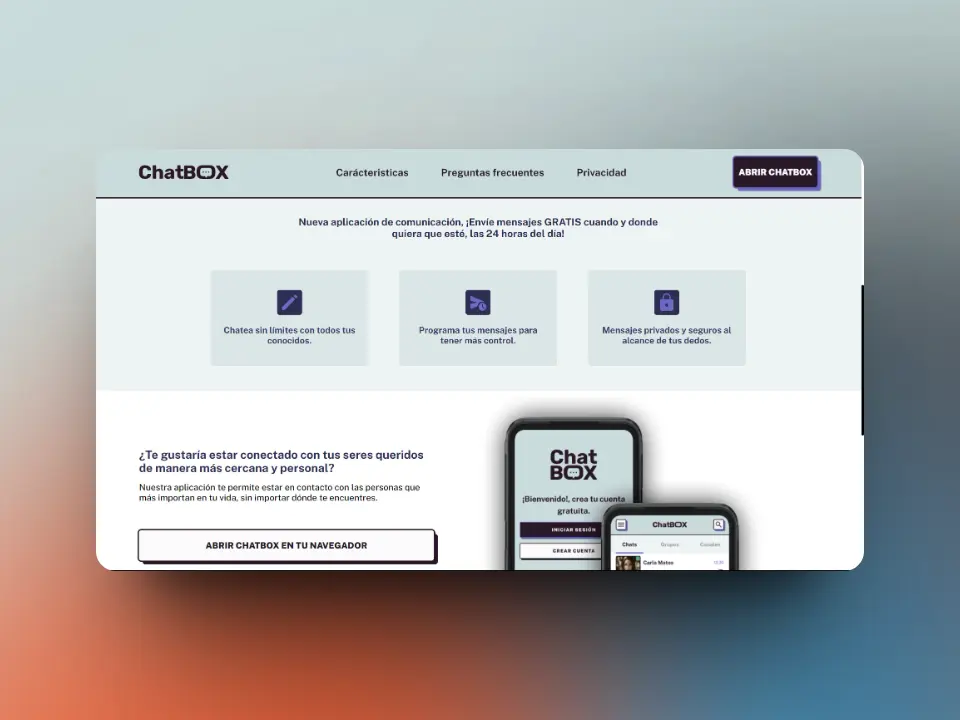 ChatBOX
Carácteristicas
Preguntas frecuentes
Privacidad
ABRIR CHATBOX
Nueva aplicación de comunicación, ¡Envíe mensajes GRATIS cuando y donde
quiera que esté, las 24 horas del día!
Chatea sin límites con todos tus
conocidos.
Programa tus mensajes para
tener más control.
Mensajes privados y seguros al
alcance de tus dedos.
¿Te gustaría estar conectado con tus seres queridos
de manera más cercana y personal?
Nuestra aplicación te permite estar en contacto con las personas que
más importan en tu vida, sin importar dónde te encuentres.
ABRIR CHATBOX EN TU NAVEGADOR
Chat
BOX
¡Bienvenido!, crea tu cuenta
gratuita.
INICIAR SESIÓN
CREAR CUENTA
ChatBOX
Chats
Grupos
Carla Mateo